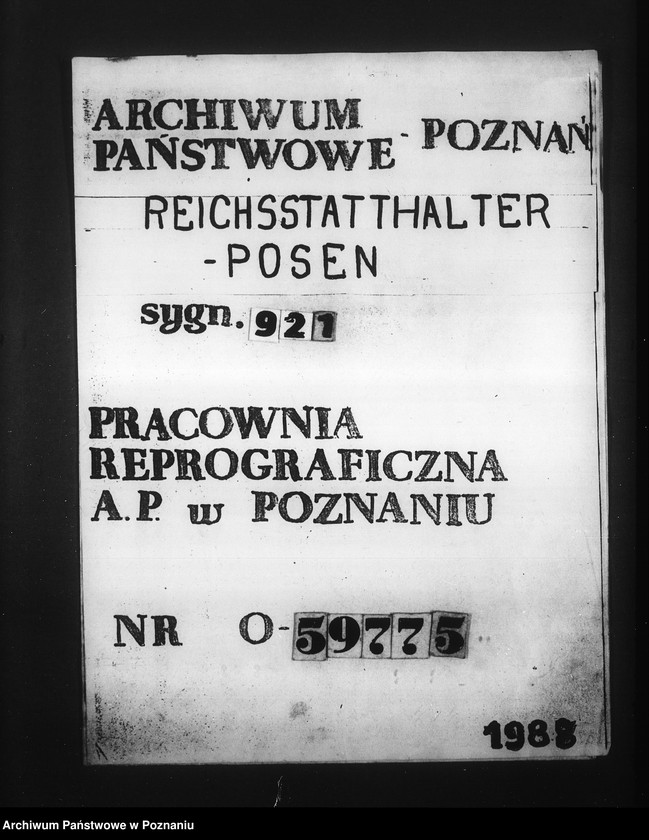 ARCHIWUM
PAŃSTWOWE - POZNAŃ
REICHSSTATTHALTER
-POSEN
sygn. 921
PRACOWNIA
REPROGRAFICZNA
A.P. w POZNANIU
NR O-59775
1988
Archiwum Państwowe w Poznaniu